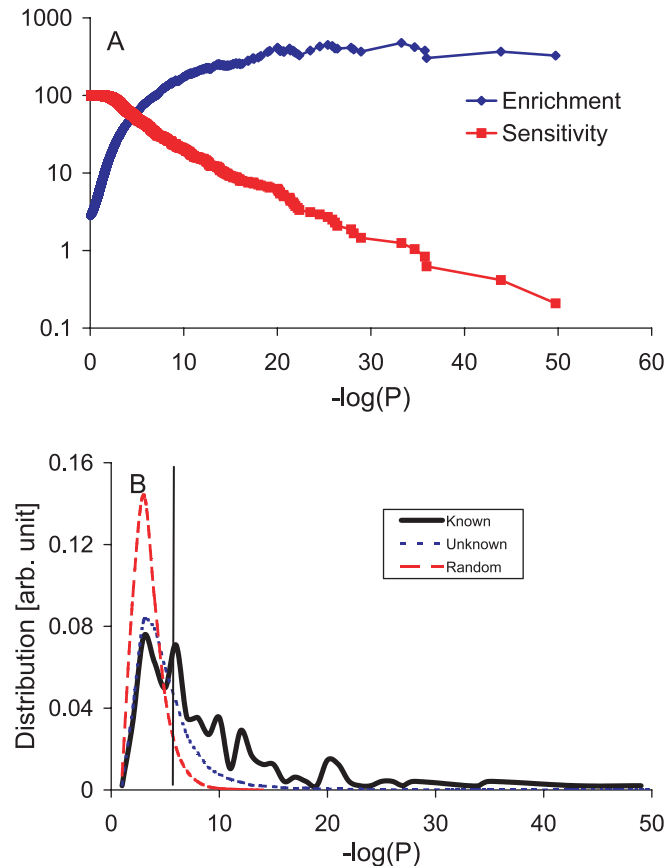 A
1000
100
10
1
0.1
Enrichment
Sensitivity
0 10 20 30 40 50 60
-log(P)
B
Distribution [arb. unit]
0.16
0.12
0.08
0.04
0
Known
Unknown
Random
0 10 20 30 40 50
-log(P)